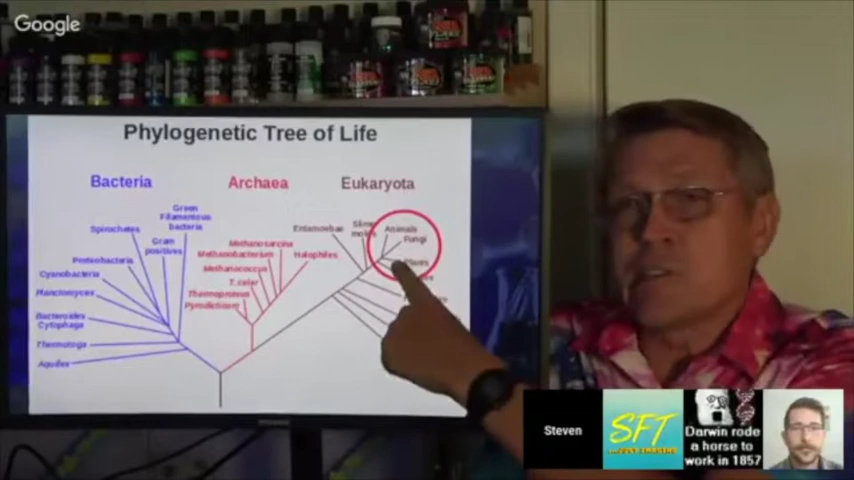 Google
Phylogenetic Tree of Life
Bacteria
Archaea
Eukaryota
Green
Filamentous
bacteria
Spirochetes
Gram
positives
Proteobacteria
Cyanobacteria
Planctomyces
Bacteroides
Cytophaga
Thermotoga
Aquifex
Methanosarcina
Methanobacterium
Halophiles
Methanococcus
T. celer
Thermoproteus
Pyrodicticum
Entamoebae
Slime
molds
Animals
Fungi
Plants
Steven
SFT
Darwin rode
a horse to
work in 1857